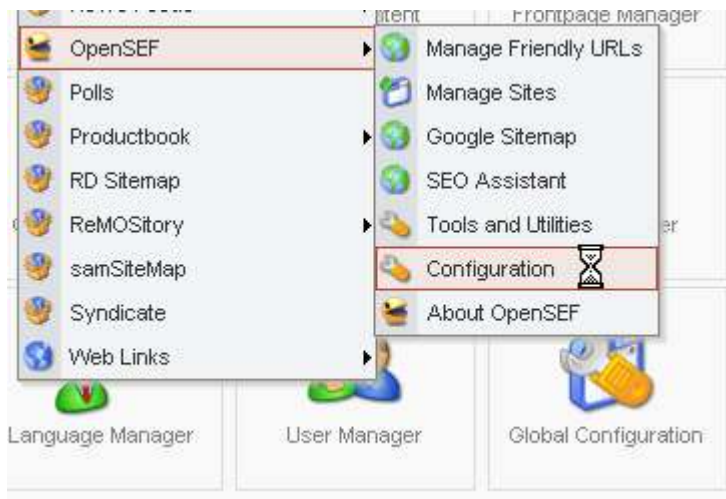 Frontpage Manager
OpenSEF
Polls
Productbook
RD Sitemap
ReMOSitory
samSiteMap
Syndicate
Web Links
Manage Friendly URLs
Manage Sites
Google Sitemap
SEO Assistant
Tools and Utilities
Configuration
About OpenSEF
Language Manager
User Manager
Global Configuration